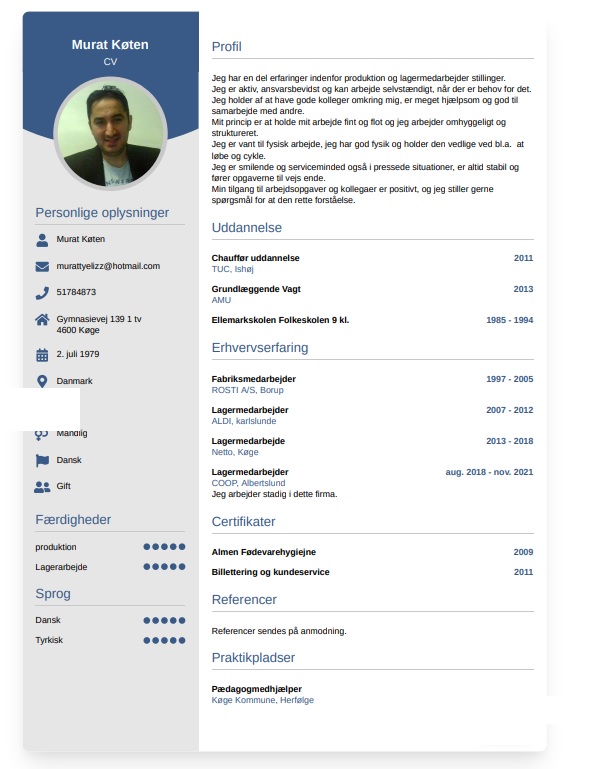 Murat Køten
CV
Personlige oplysninger
Murat Køten
murattyelizz@hotmail.com
51784873
Gymnasievej 139 1 tv
4600 Køge
2. juli 1979
Danmark
Mandlig
Dansk
Gift
Færdigheder
produktion
Lagerarbejde
Sprog
Dansk
Tyrkisk
Profil
Jeg har en del erfaringer indenfor produktion og lagermedarbejder stillinger.
Jeg er aktiv, ansvarsbevidst og kan arbejde selvstændigt, når der er behov for det.
Jeg holder af at have gode kolleger omkring mig, er meget hjælpsom og god til
samarbejde med andre.
Mit princip er at holde mit arbejde fint og flot og jeg arbejder omhyggeligt og
struktureret.
Jeg er vant til fysisk arbejde, jeg har god fysik og holder den vedlige ved bl.a.  at
løbe og cykle.
Jeg er smilende og serviceminded også i pressede situationer, er altid stabil og
fører opgaverne til vejs ende.
Min tilgang til arbejdsopgaver og kollegaer er positivt, og jeg stiller gerne
spørgsmål for at den rette forståelse.
Uddannelse
Chauffør uddannelse 2011
TUC, Ishøj
Grundlæggende Vagt 2013
AMU
Ellemarkskolen Folkeskolen 9 kl. 1985 - 1994
Erhvervserfaring
Fabriksmedarbejder 1997 - 2005
ROSTI A/S, Borup
Lagermedarbejder 2007 - 2012
ALDI, karlslunde
Lagermedarbejde 2013 - 2018
Netto, Køge
Lagermedarbejder aug. 2018 - nov. 2021
COOP, Albertslund
Jeg arbejder stadig i dette firma.
Certifikater
Almen Fødevarehygiejne 2009
Billettering og kundeservice 2011
Referencer
Referencer sendes på anmodning.
Praktikpladser
Pædagogmedhjælper
Køge Kommune, Herfølge